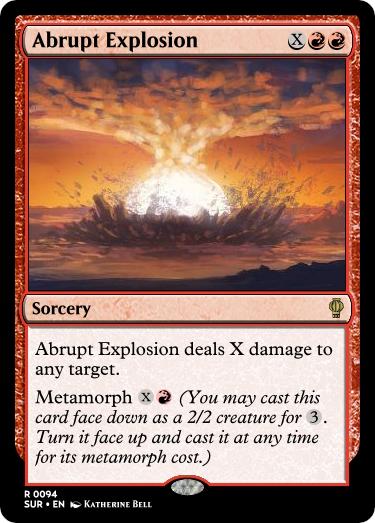 Abrupt Explosion X
Sorcery
Abrupt Explosion deals X damage to
any target.
Metamorph X (You may cast this
card face down as a 2/2 creature for 3.
Turn it face up and cast it at any time
for its metamorph cost.)
R 0094
SUR • EN Katherine Bell